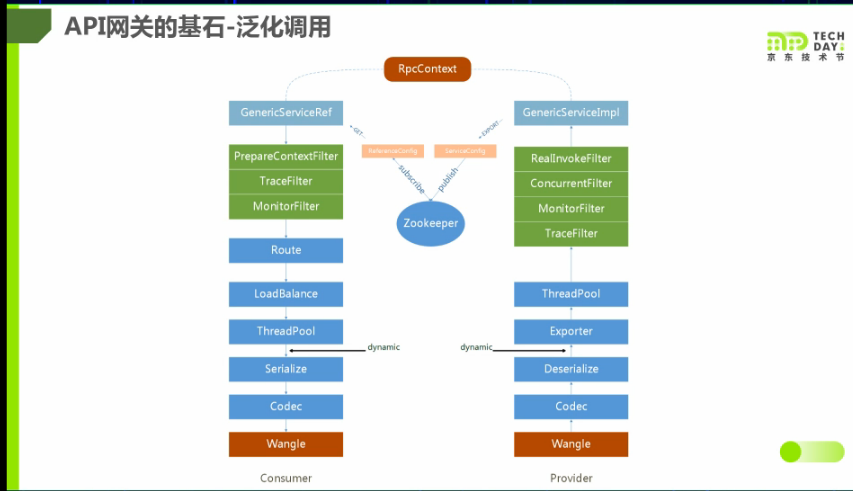 API网关的基石-泛化调用
TECH
DAY
京东技术节
RpcContext
GenericServiceRef
GenericServiceImpl
GET
EXPORT
ReferenceConfig
ServiceConfig
PrepareContextFilter
TraceFilter
MonitorFilter
RealInvokeFilter
ConcurrentFilter
MonitorFilter
TraceFilter
subscribe
publish
Zookeeper
Route
LoadBalance
ThreadPool
ThreadPool
Exporter
dynamic
dynamic
Serialize
Deserialize
Codec
Codec
Wangle
Wangle
Consumer
Provider